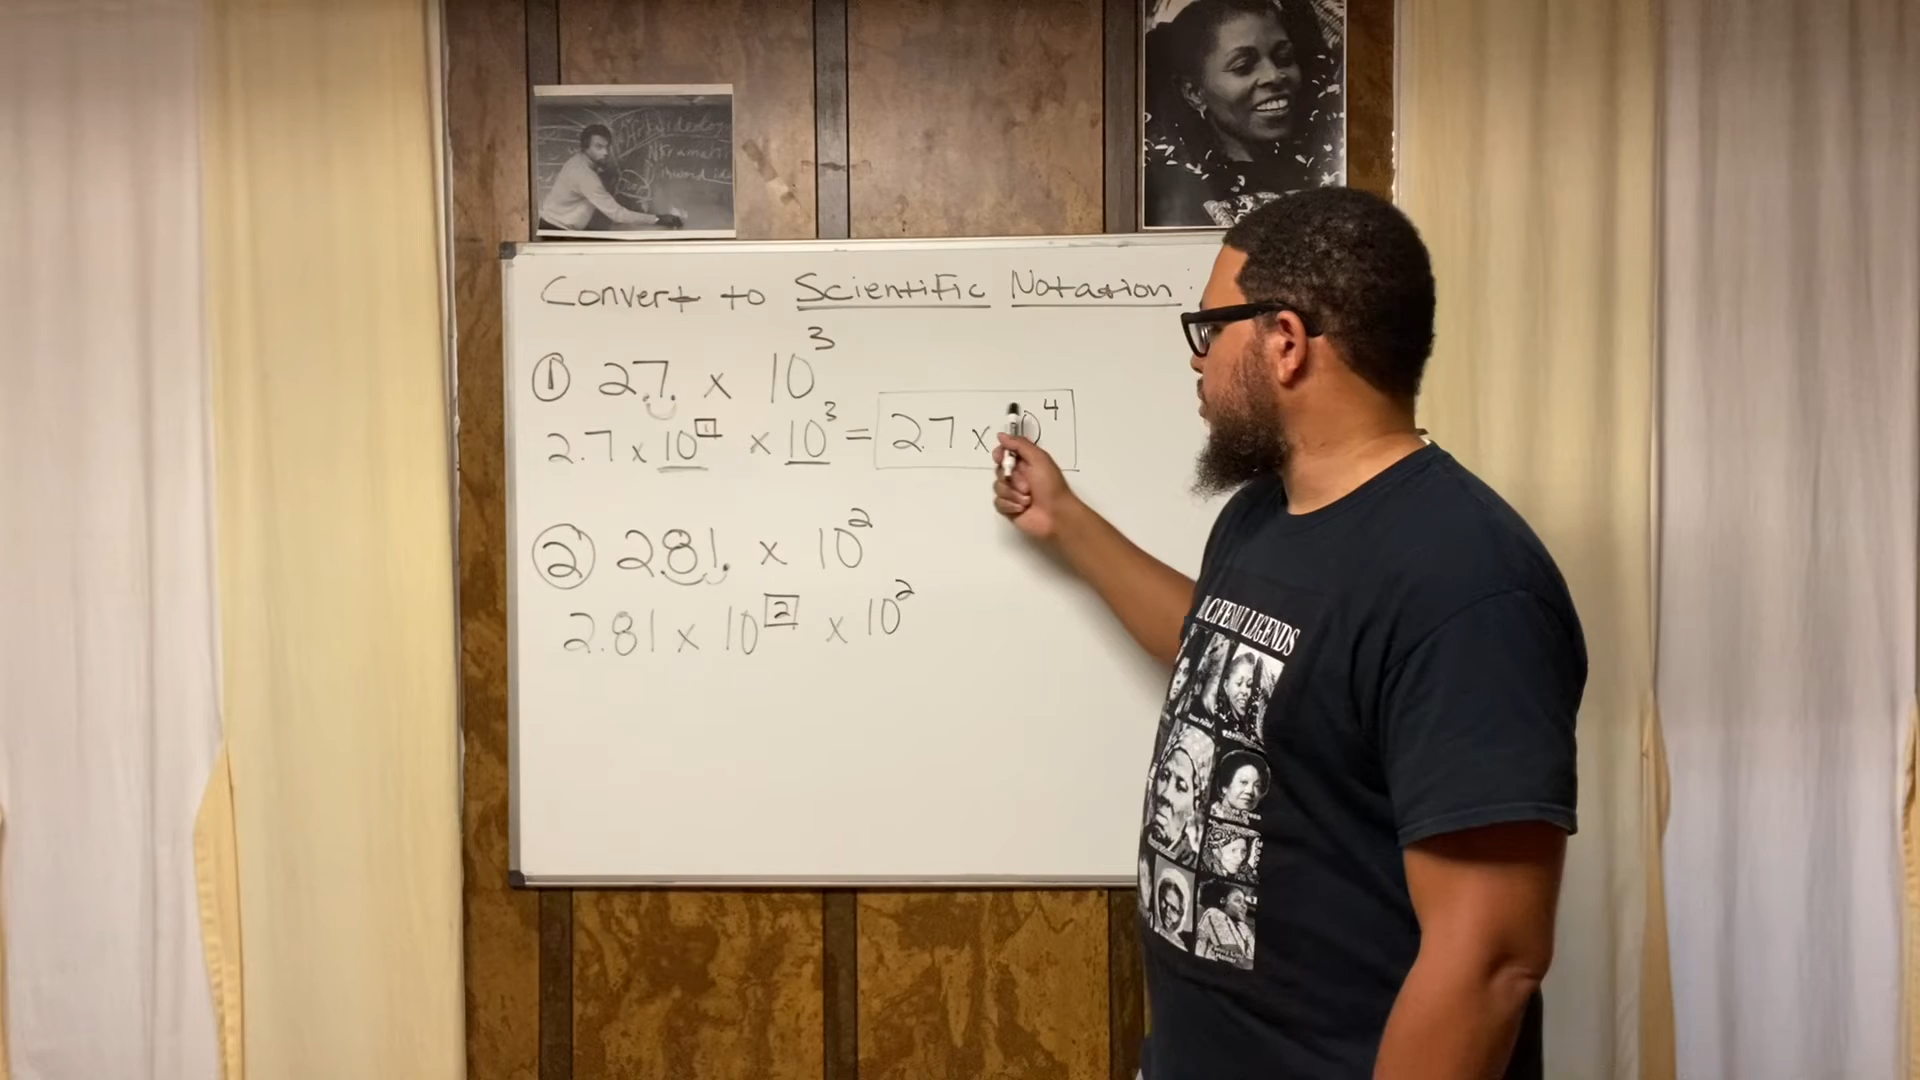 Convert to Scientific Notation:
① 27. x 10³
2.7 x 10¹ x 10³ = 2.7 x 10⁴
② 281. x 10²
2.81 x 10² x 10²
LEGENDS